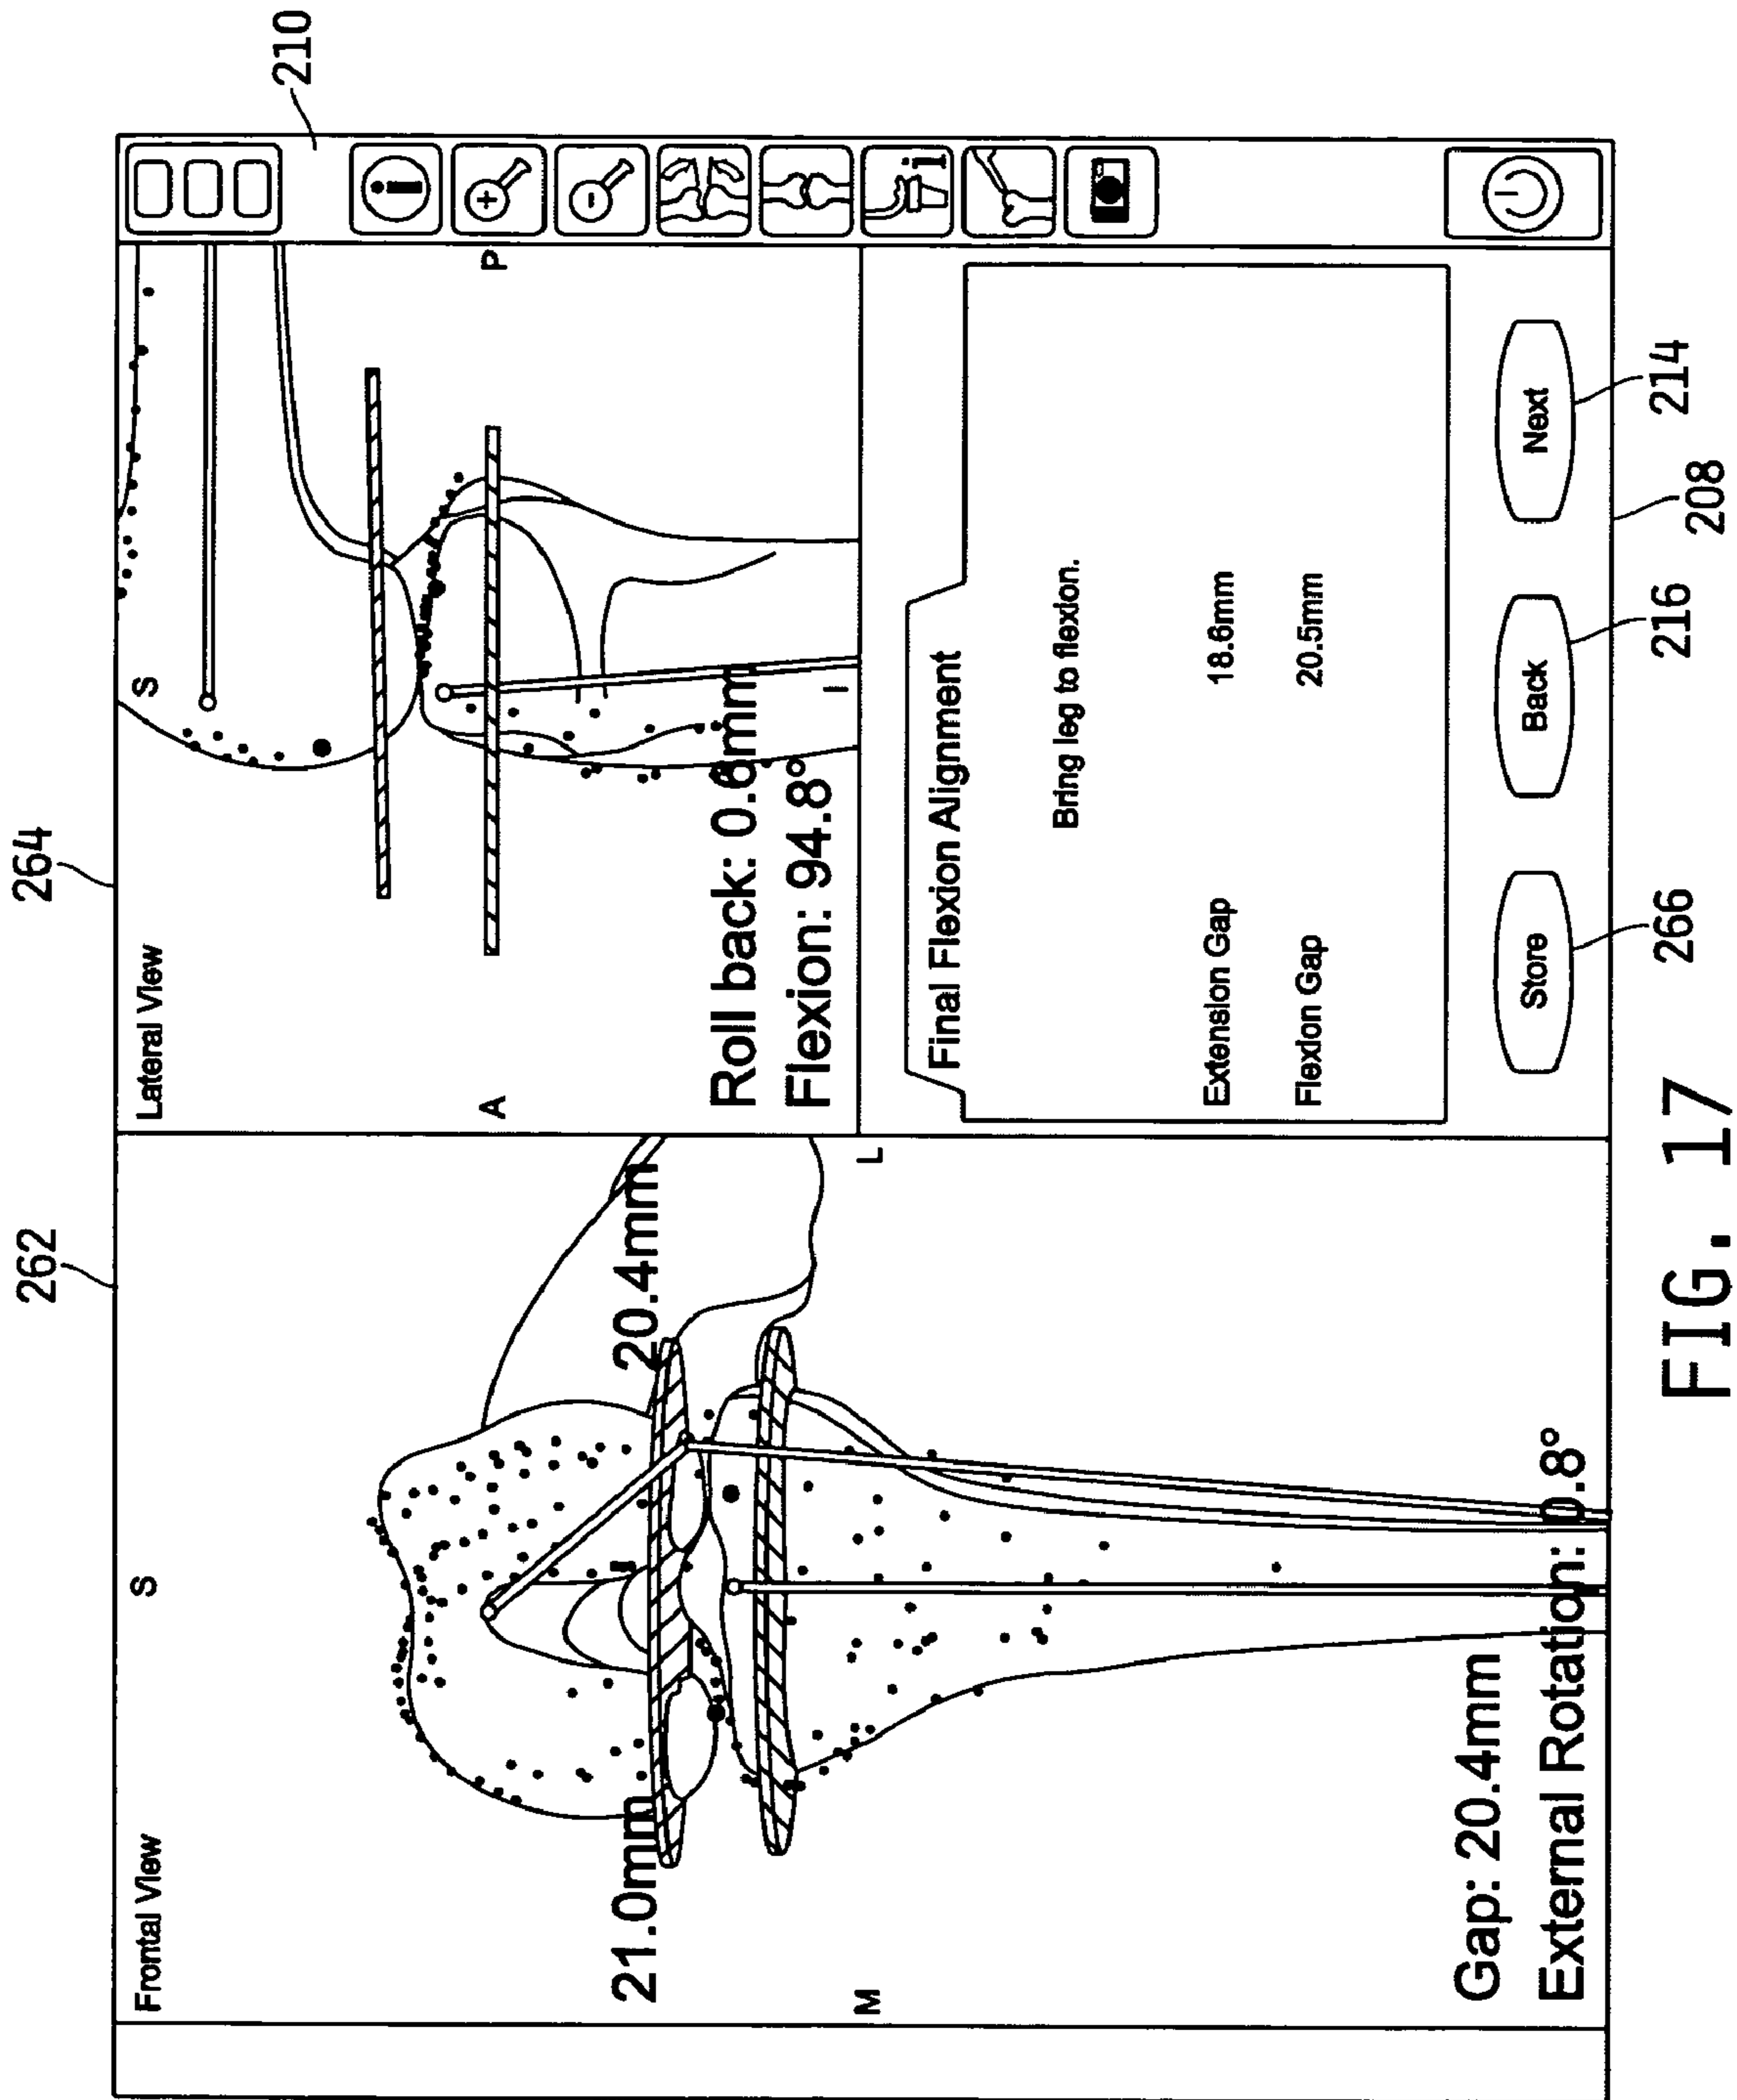 262
264
210
Frontal View
S
21.0mm
20.4mm
M
L
Gap: 20.4mm
External Rotation: 0.8°
Lateral View
S
A
P
I
Roll back: 0.6mm
Flexion: 94.8°
Final Flexion Alignment
Bring leg to flexion.
Extension Gap 18.6mm
Flexion Gap 20.5mm
Store
Back
Next
i
+
-
i
266
216
208
214
FIG. 17